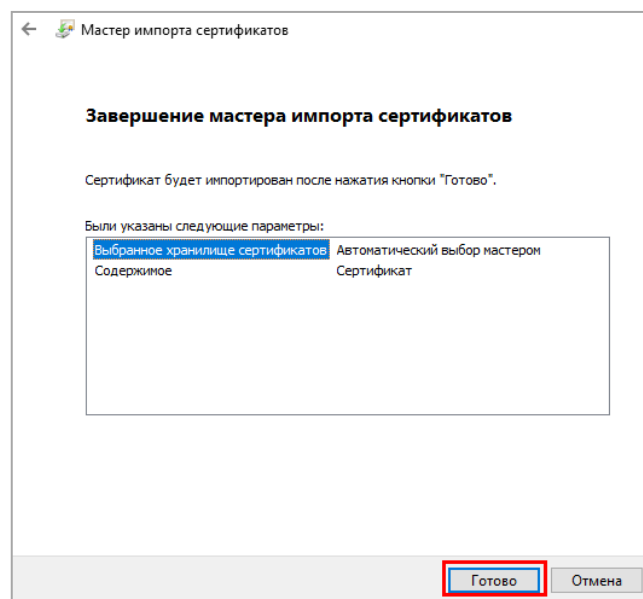 Мастер импорта сертификатов
Завершение мастера импорта сертификатов
Сертификат будет импортирован после нажатия кнопки "Готово".
Были указаны следующие параметры:
Выбранное хранилище сертификатов Автоматический выбор мастером
Содержимое Сертификат
Готово Отмена